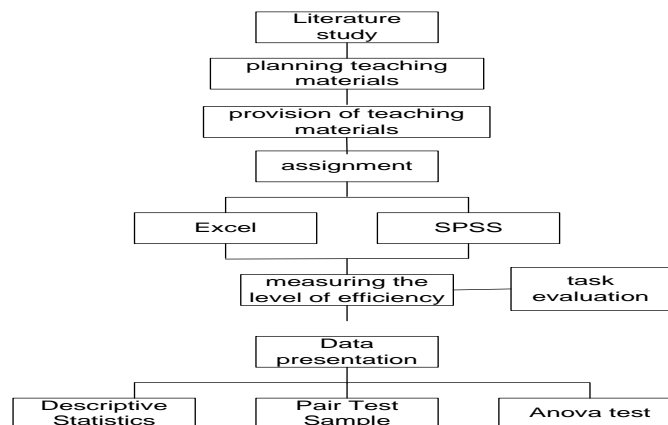 Literature
study
planning teaching
materials
provision of teaching
materials
assignment
Excel
SPSS
measuring the
level of efficiency
task
evaluation
Data
presentation
Descriptive
Statistics
Pair Test
Sample
Anova test